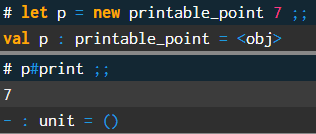 # let p = new printable_point 7 ;;
val p : printable_point = <obj>
# p#print ;;
7
- : unit = ()